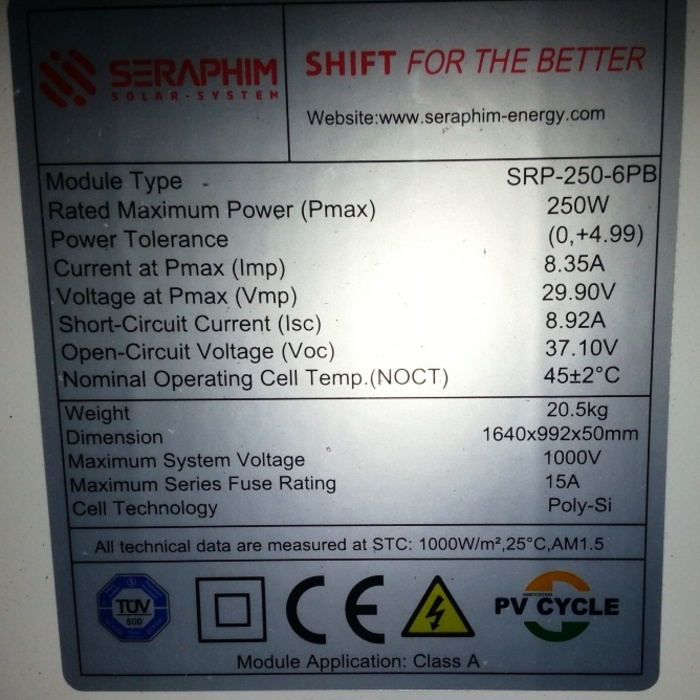 SERAPHIM
SOLAR-SYSTEM
SHIFT FOR THE BETTER
Website:www.seraphim-energy.com
Module Type - SRP-250-6PB
Rated Maximum Power (Pmax) 250W
Power Tolerance (0,+4.99)
Current at Pmax (Imp) 8.35A
Voltage at Pmax (Vmp) 29.90V
Short-Circuit Current (Isc) 8.92A
Open-Circuit Voltage (Voc) 37.10V
Nominal Operating Cell Temp.(NOCT) 45±2°C
Weight 20.5kg
Dimension 1640x992x50mm
Maximum System Voltage 1000V
Maximum Series Fuse Rating 15A
Cell Technology Poly-Si
All technical data are measured at STC: 1000W/m²,25°C,AM1.5
TÜV
SÜD
CE
PV CYCLE
Module Application: Class A